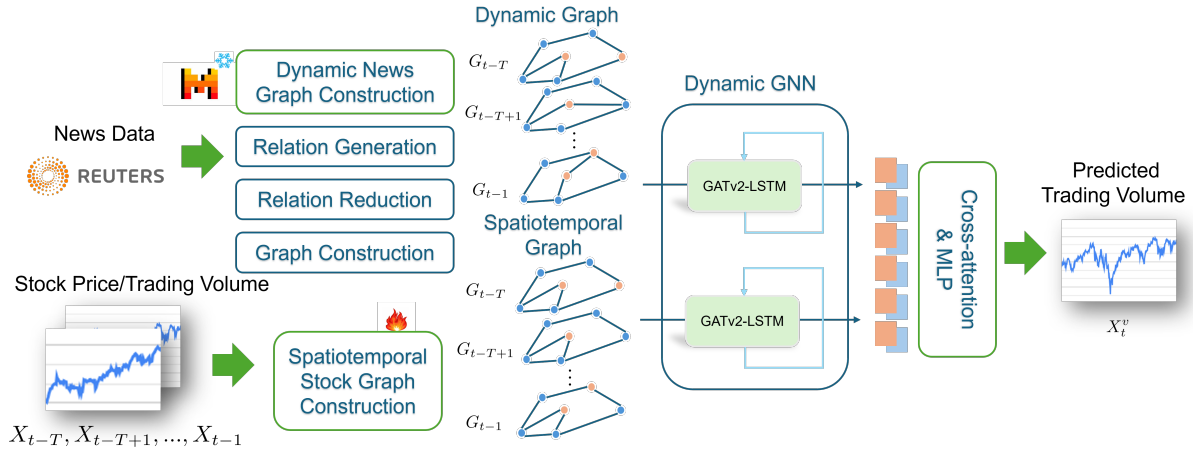 Dynamic Graph
Dynamic News
Graph Construction
News Data
REUTERS
Relation Generation
Relation Reduction
Graph Construction
G_{t-T}
G_{t-T+1}
⋮
G_{t-1}
Spatiotemporal
Graph
G_{t-T}
G_{t-T+1}
⋮
G_{t-1}
Stock Price/Trading Volume
X_{t-T}, X_{t-T+1}, ..., X_{t-1}
Spatiotemporal
Stock Graph
Construction
Dynamic GNN
GATv2-LSTM
GATv2-LSTM
Cross-attention
& MLP
Predicted
Trading Volume
X_t^v